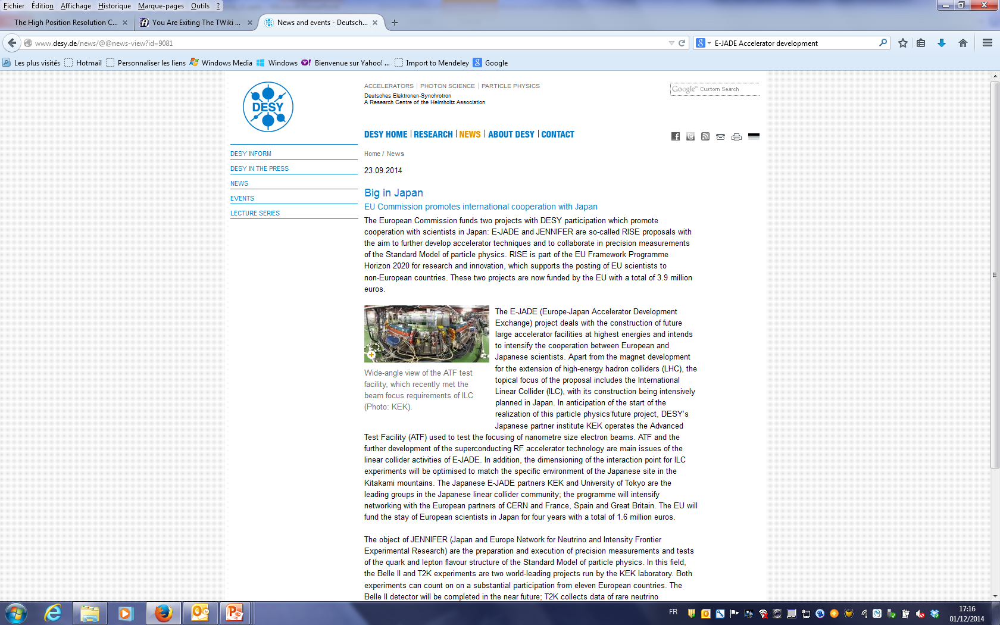 Fichier Édition Affichage Historique Marque-pages Outils ?
The High Position Resolution C...
You Are Exiting The TWiki ...
News and events - Deutsch...
www.desy.de/news/@@news-view?id=9081
E-JADE Accelerator development
Les plus visités Hotmail Personnaliser les liens Windows Media Windows Bienvenue sur Yahoo! ... Import to Mendeley Google
DESY
ACCELERATORS | PHOTON SCIENCE | PARTICLE PHYSICS
Deutsches Elektronen-Synchrotron
A Research Centre of the Helmholtz Association
Google™ Custom Search
DESY HOME | RESEARCH | NEWS | ABOUT DESY | CONTACT
DESY INFORM
DESY IN THE PRESS
NEWS
EVENTS
LECTURE SERIES
Home / News
23.09.2014
Big in Japan
EU Commission promotes international cooperation with Japan
The European Commission funds two projects with DESY participation which promote
cooperation with scientists in Japan: E-JADE and JENNIFER are so-called RISE proposals with
the aim to further develop accelerator techniques and to collaborate in precision measurements
of the Standard Model of particle physics. RISE is part of the EU Framework Programme
Horizon 2020 for research and innovation, which supports the posting of EU scientists to
non-European countries. These two projects are now funded by the EU with a total of 3.9 million
euros.
Wide-angle view of the ATF test
facility, which recently met the
beam focus requirements of ILC
(Photo: KEK).
The E-JADE (Europe-Japan Accelerator Development
Exchange) project deals with the construction of future
large accelerator facilities at highest energies and intends
to intensify the cooperation between European and
Japanese scientists. Apart from the magnet development
for the extension of high-energy hadron colliders (LHC), the
topical focus of the proposal includes the International
Linear Collider (ILC), with its construction being intensively
planned in Japan. In anticipation of the start of the
realization of this particle physics'future project, DESY's
Japanese partner institute KEK operates the Advanced
Test Facility (ATF) used to test the focusing of nanometre size electron beams. ATF and the
further development of the superconducting RF accelerator technology are main issues of the
linear collider activities of E-JADE. In addition, the dimensioning of the interaction point for ILC
experiments will be optimised to match the specific environment of the Japanese site in the
Kitakami mountains. The Japanese E-JADE partners KEK and University of Tokyo are the
leading groups in the Japanese linear collider community; the programme will intensify
networking with the European partners of CERN and France, Spain and Great Britain. The EU will
fund the stay of European scientists in Japan for four years with a total of 1.6 million euros.
The object of JENNIFER (Japan and Europe Network for Neutrino and Intensity Frontier
Experimental Research) are the preparation and execution of precision measurements and tests
of the quark and lepton flavour structure of the Standard Model of particle physics. In this field,
the Belle II and T2K experiments are two world-leading projects run by the KEK laboratory. Both
experiments can count on on a substantial participation from eleven European countries. The
Belle II detector will be completed in the near future; T2K collects data of rare neutrino
FR
17:16
01/12/2014